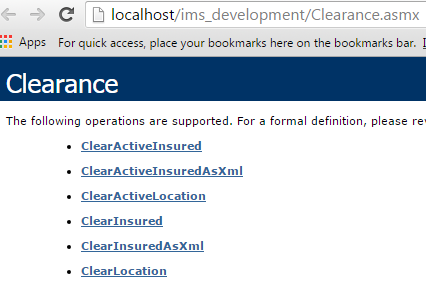 localhost/ims_development/Clearance.asmx
Apps For quick access, place your bookmarks here on the bookmarks bar.
Clearance
The following operations are supported. For a formal definition, please
ClearActiveInsured
ClearActiveInsuredAsXml
ClearActiveLocation
ClearInsured
ClearInsuredAsXml
ClearLocation